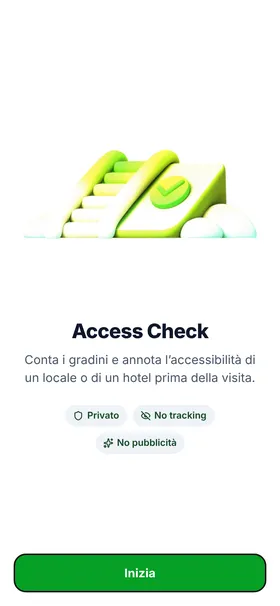 Access Check
Conta i gradini e annota l’accessibilità di
un locale o di un hotel prima della visita.
Privato
No tracking
No pubblicità
Inizia